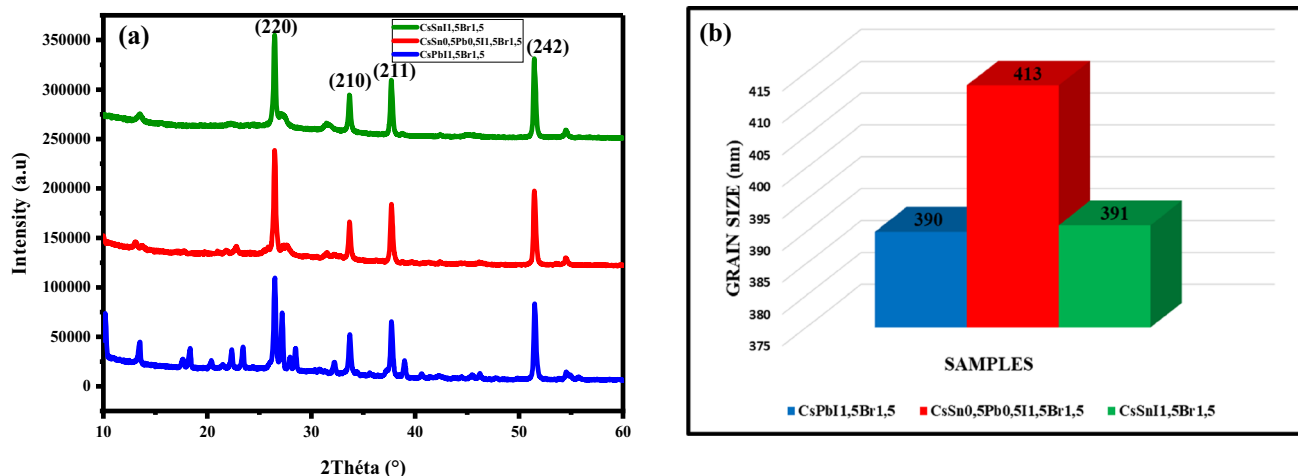 (a)
(220)
(210)
(211)
(242)
CsSnI1,5Br1,5
CsSn0,5Pb0,5I1,5Br1,5
CsPbI1,5Br1,5
Intensity (a.u)
350000
300000
250000
200000
150000
100000
50000
0
10
20
30
40
50
60
2Théta (°)
(b)
GRAIN SIZE (nm)
415
410
405
400
395
390
385
380
375
390
413
391
SAMPLES
CsPbI1,5Br1,5
CsSn0,5Pb0,5I1,5Br1,5
CsSnI1,5Br1,5